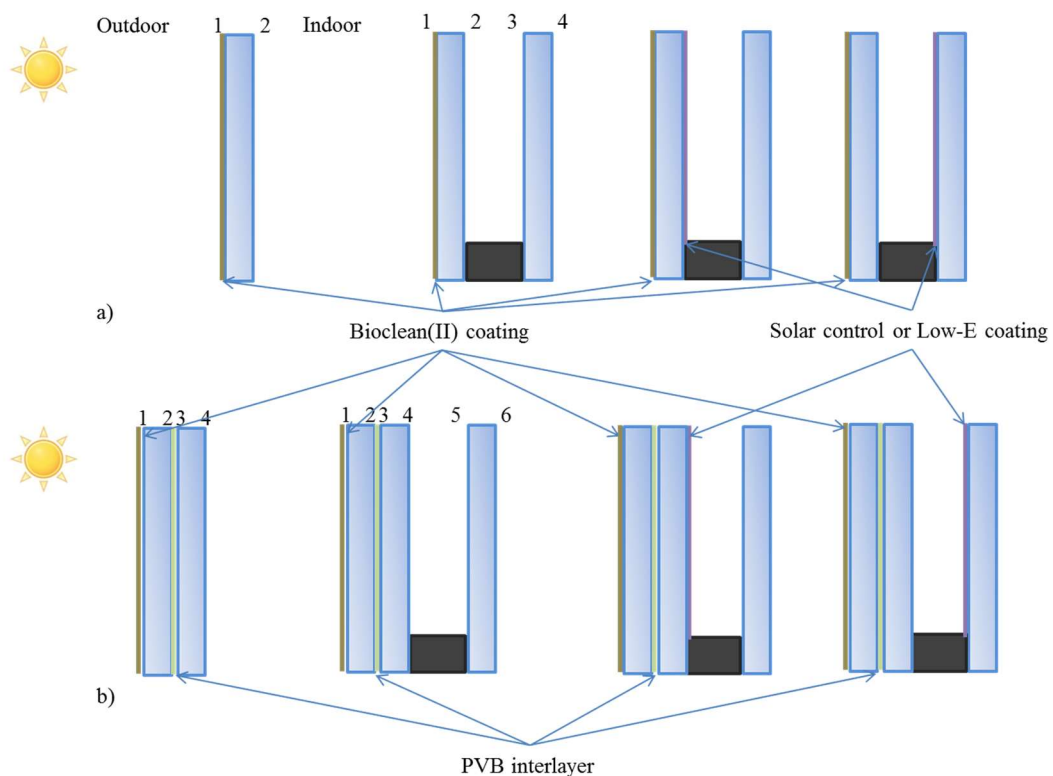 Outdoor 1 2 Indoor 1 2 3 4
a)
Bioclean(II) coating Solar control or Low-E coating
1 2 3 4 1 2 3 4 5 6
b)
PVB interlayer